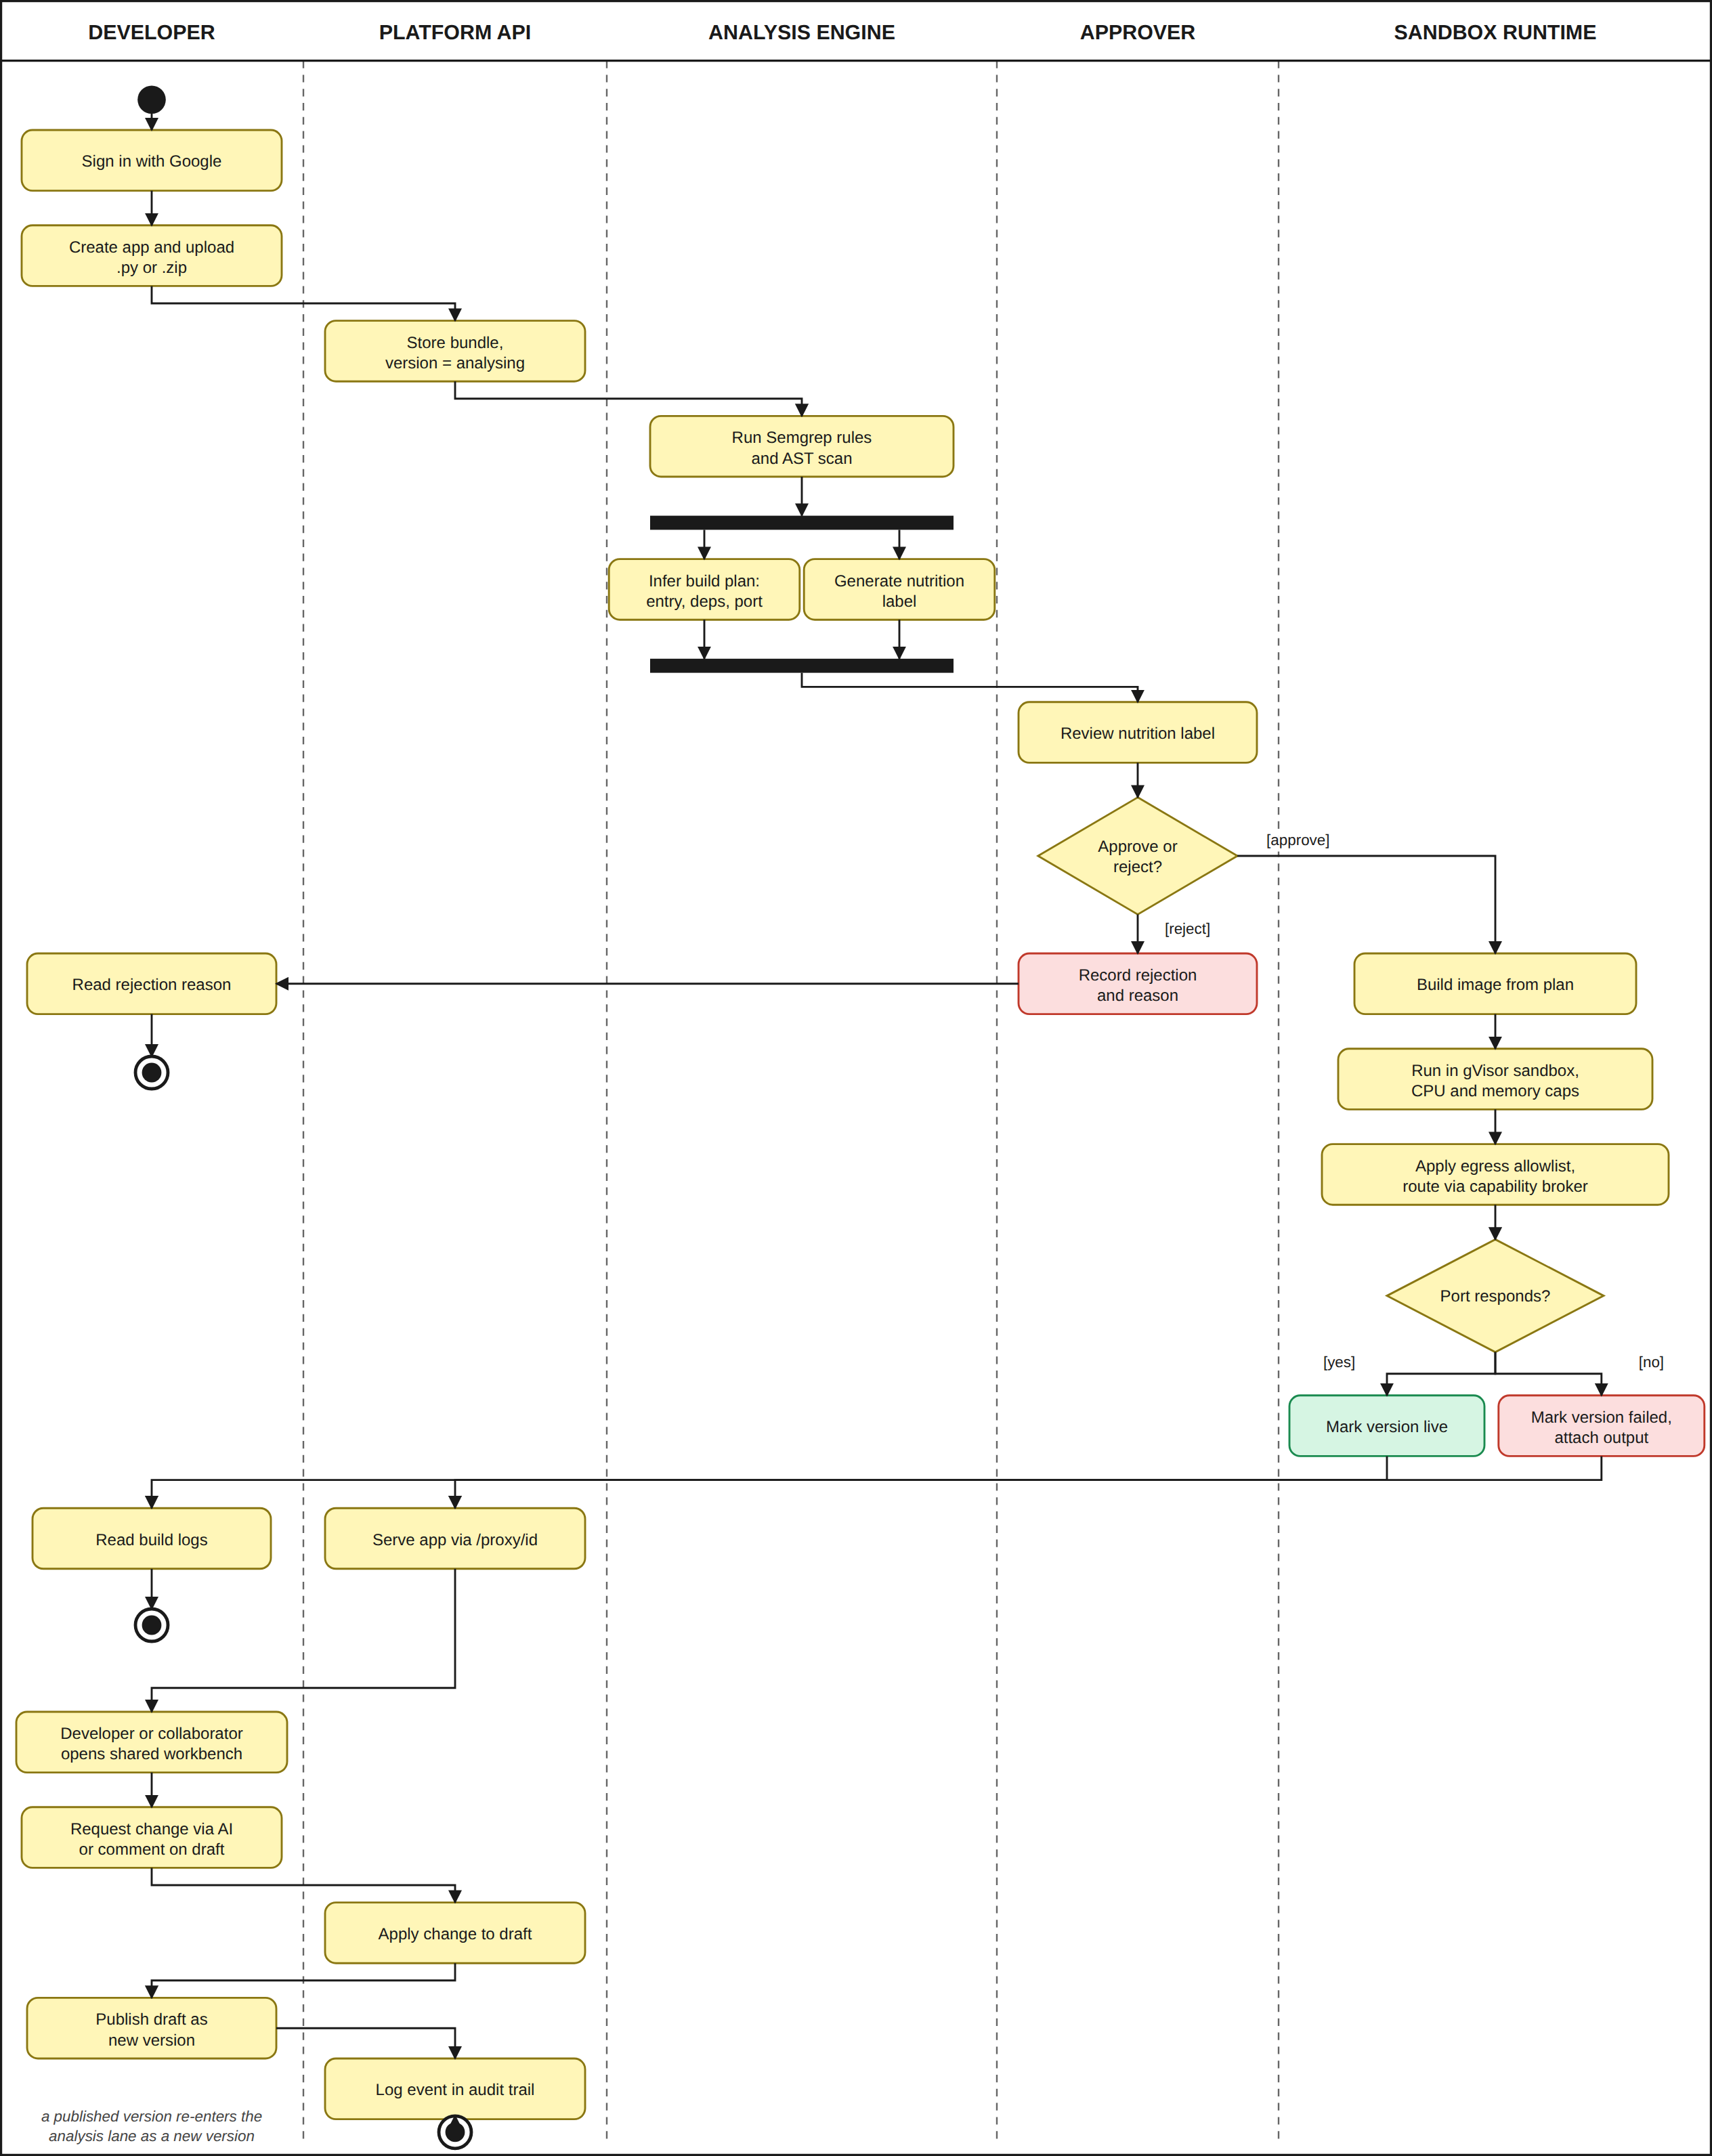 DEVELOPER
PLATFORM API
ANALYSIS ENGINE
APPROVER
SANDBOX RUNTIME
Sign in with Google
Create app and upload
.py or .zip
Store bundle,
version = analysing
Run Semgrep rules
and AST scan
Infer build plan:
entry, deps, port
Generate nutrition
label
Review nutrition label
Approve or
reject?
[approve]
[reject]
Read rejection reason
Record rejection
and reason
Build image from plan
Run in gVisor sandbox,
CPU and memory caps
Apply egress allowlist,
route via capability broker
Port responds?
[yes]
[no]
Mark version live
Mark version failed,
attach output
Read build logs
Serve app via /proxy/id
Developer or collaborator
opens shared workbench
Request change via AI
or comment on draft
Apply change to draft
Publish draft as
new version
Log event in audit trail
a published version re-enters the
analysis lane as a new version